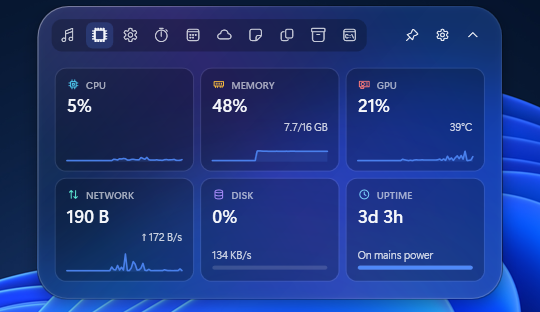 CPU
5%
MEMORY
48%
7.7/16 GB
GPU
21%
39°C
NETWORK
190 B
↑ 172 B/s
DISK
0%
134 KB/s
UPTIME
3d 3h
On mains power